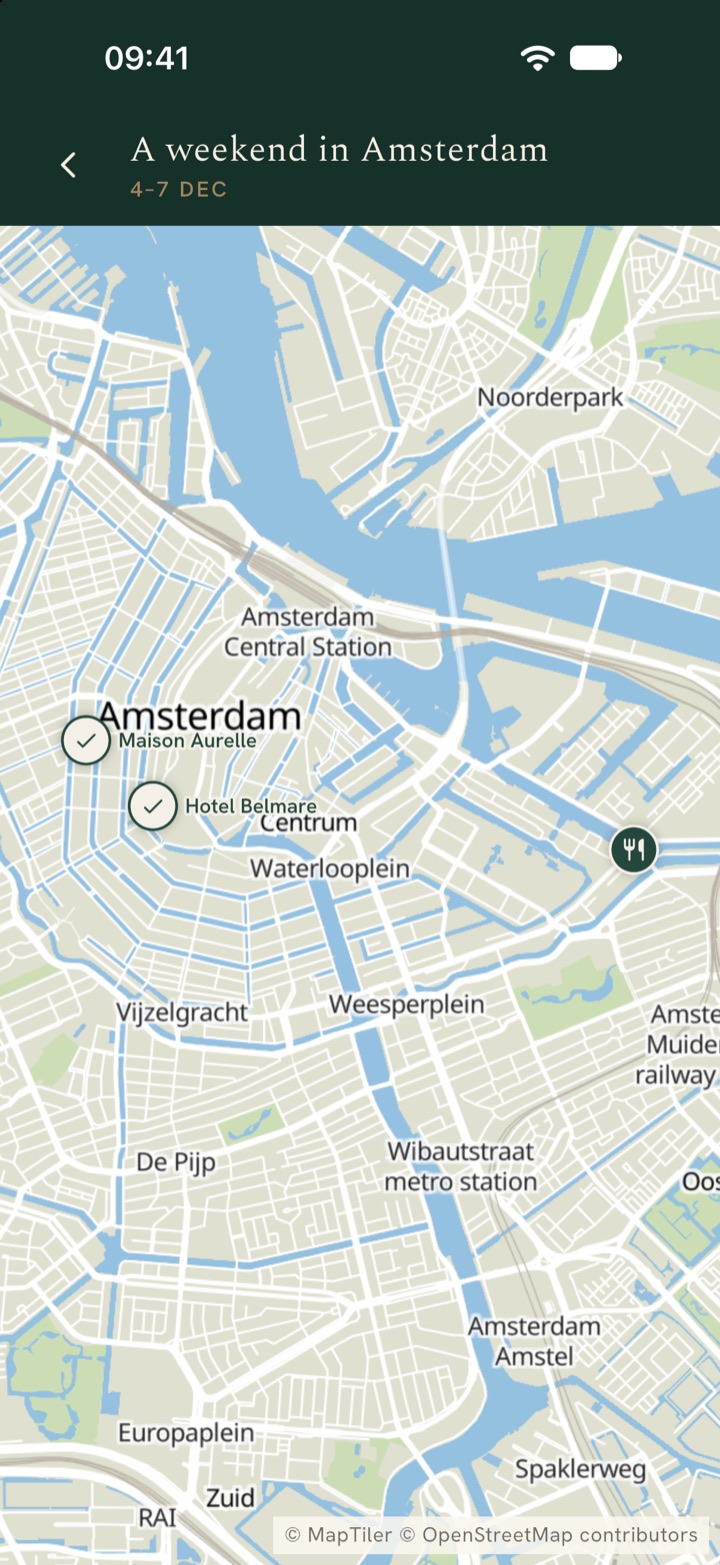 09:41
A weekend in Amsterdam
4–7 DEC
Noorderpark
Amsterdam
Central Station
Amsterdam
Maison Aurelle
Hotel Belmare
Centrum
Waterlooplein
Vijzelgracht
Weesperplein
Amste
Muider
railway
De Pijp
Wibautstraat
metro station
Oos
Amsterdam
Amstel
Europaplein
Spaklerweg
Zuid
RAI
© MapTiler © OpenStreetMap contributors